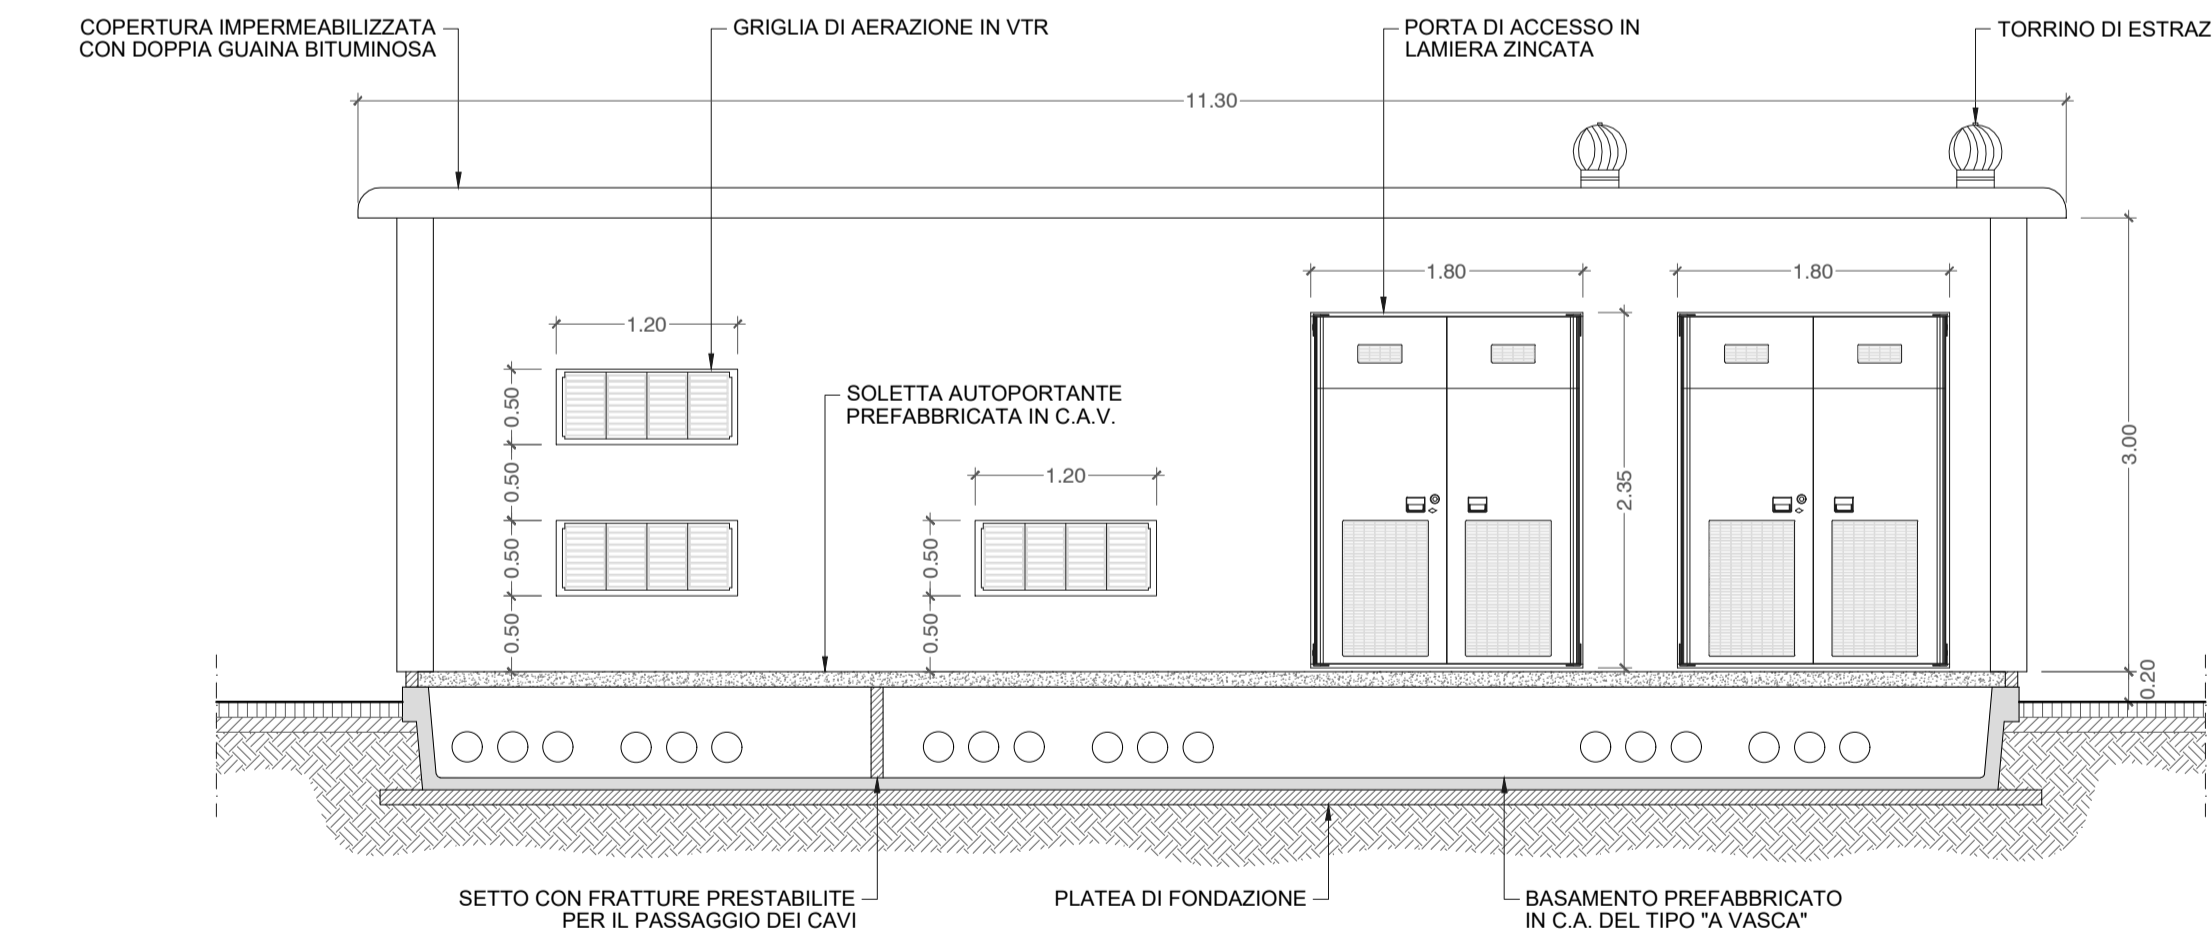 COPERTURA IMPERMEABILIZZATA
CON DOPPIA GUAINA BITUMINOSA
GRIGLIA DI AERAZIONE IN VTR
PORTA DI ACCESSO IN
LAMIERA ZINCATA
TORRINO DI ESTRAZ
11.30
1.80
1.80
1.20
0.50
0.50
0.50
0.50
SOLETTA AUTOPORTANTE
PREFABBRICATA IN C.A.V.
1.20
0.50
0.50
2.35
3.00
0.20
SETTO CON FRATTURE PRESTABILITE
PER IL PASSAGGIO DEI CAVI
PLATEA DI FONDAZIONE
BASAMENTO PREFABBRICATO
IN C.A. DEL TIPO "A VASCA"